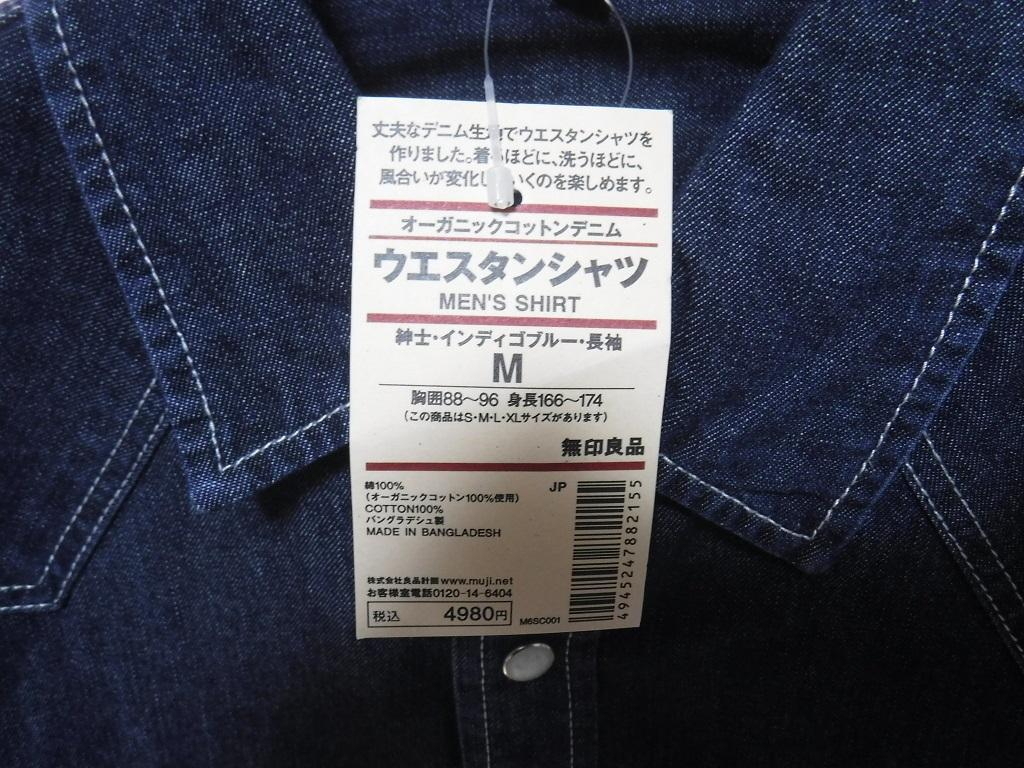 丈夫なデニム生地でウエスタンシャツを
作りました。着るほどに、洗うほどに、
風合いが変化していくのを楽しめます。
オーガニックコットンデニム
ウエスタンシャツ
MEN'S SHIRT
紳士・インディゴブルー・長袖
M
胸囲88〜96 身長166〜174
(この商品はS・M・L・XLサイズがあります)
無印良品
綿100%
(オーガニックコットン100%使用)
COTTON100%
バングラデシュ製
MADE IN BANGLADESH
JP
4945247882155
株式会社良品計画 www.muji.net
お客様室電話0120-14-6404
税込 4980円
M6SC001